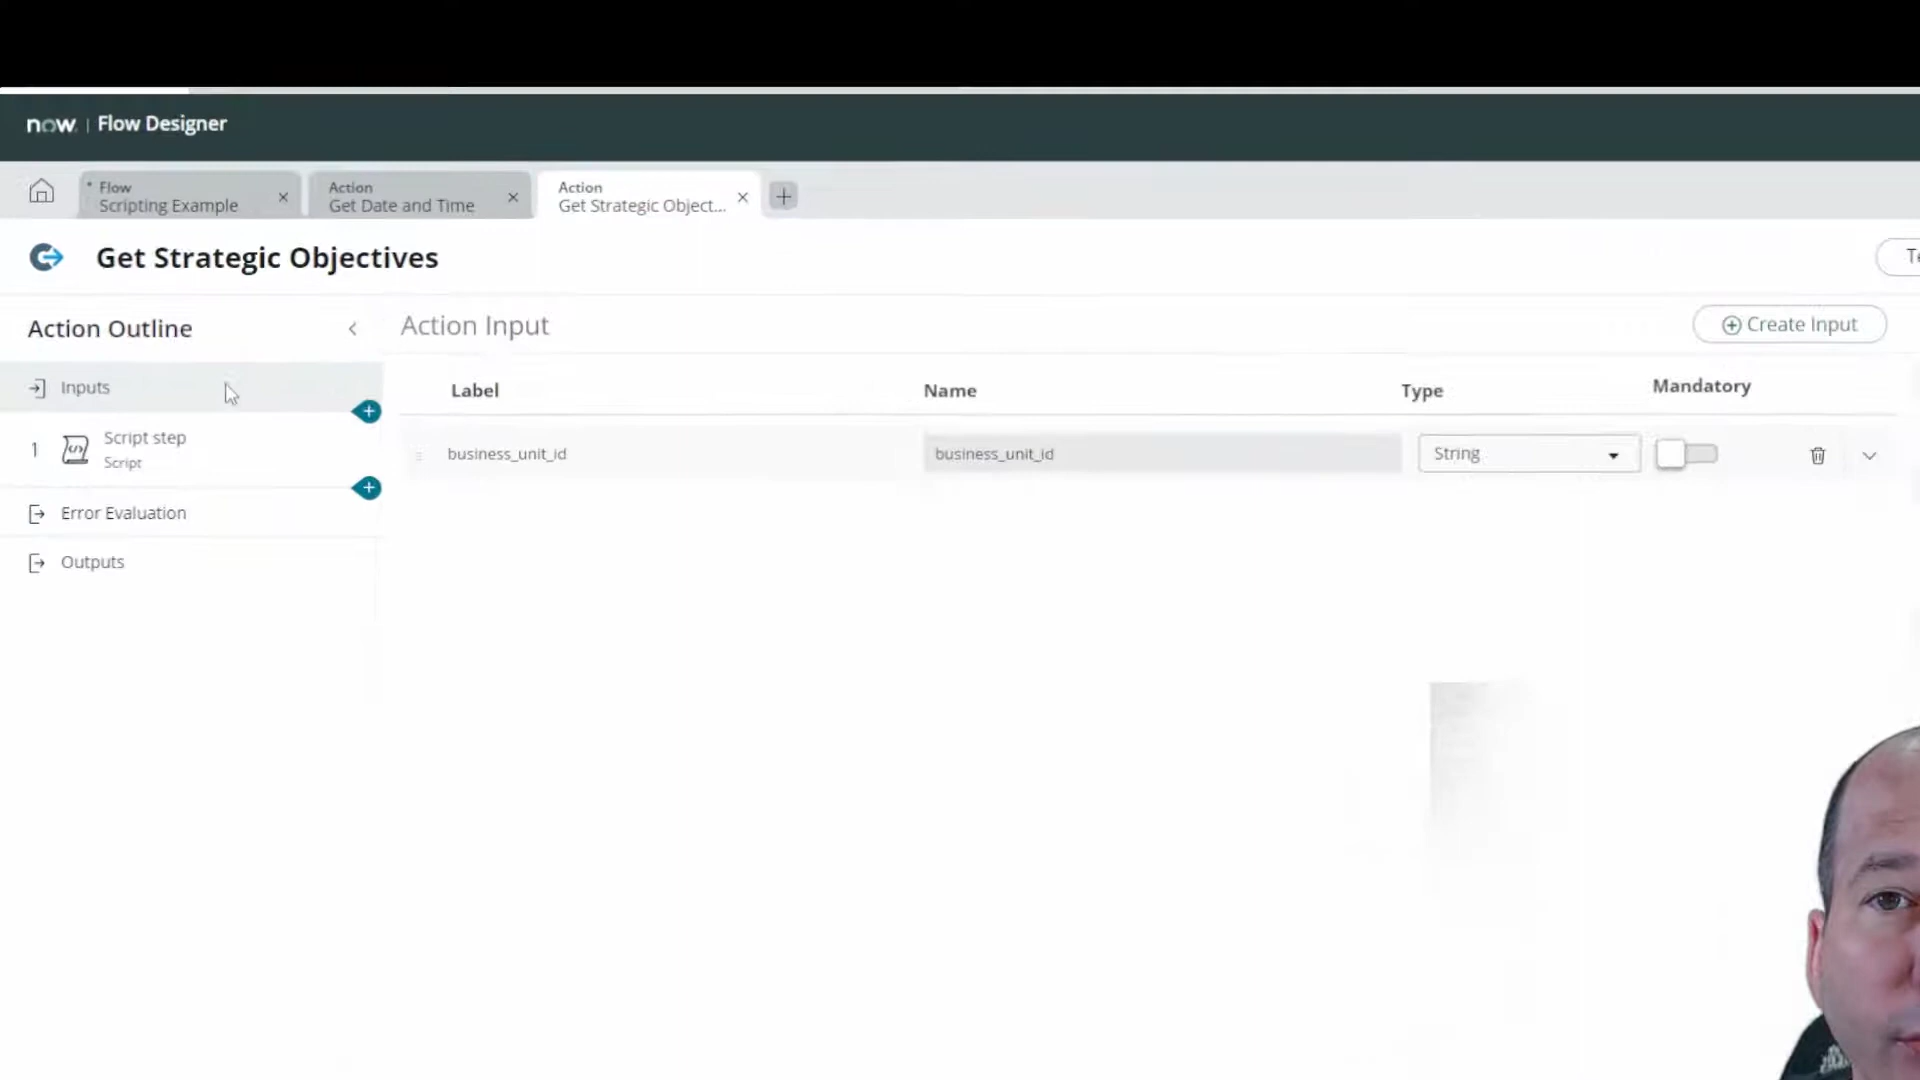 now. | Flow Designer
* Flow
Scripting Example
Action
Get Date and Time
Action
Get Strategic Object...
Get Strategic Objectives
Action Outline
Inputs
1
Script step
Script
Error Evaluation
Outputs
Action Input
Create Input
Label Name Type Mandatory
business_unit_id business_unit_id String